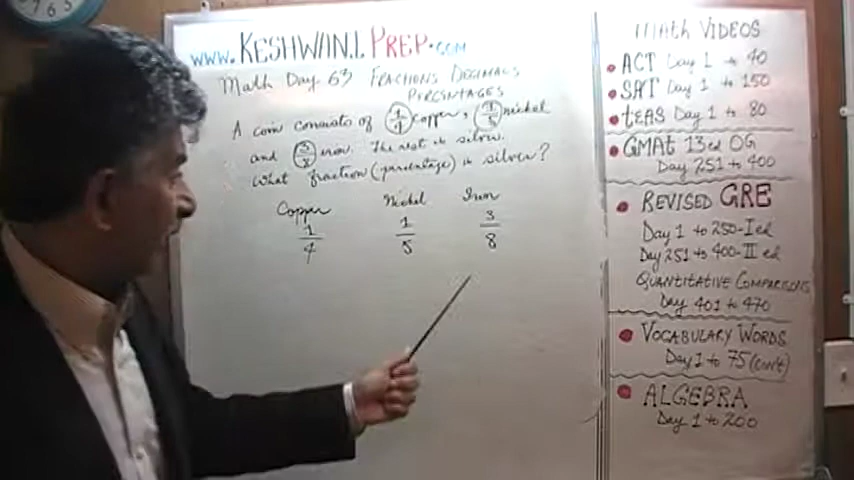 www.KESHWANI PREP.COM
Math Day 63 FRACTIONS DECIMALS
PERCENTAGES
A coin consists of 1/4 copper, 1/5 nickel
and 3/8 iron. The rest is silver.
What fraction (percentage) is silver?
Copper Nickel Iron
1 1 3
4 5 8
Math VIDEOS
ACT Day 1 → 40
SAT Day 1 to 150
tEAS Day 1 to 80
GMAt 13ed OG
Day 251 to 400
REVISED GRE
Day 1 to 250-I ed
Day 251 to 400-II ed
QUANTITATIVE COMPARISONS
Day 401 to 470
VOCABULARY WORDS
Day 1 to 75 (con't)
ALGEBRA
Day 1 to 200